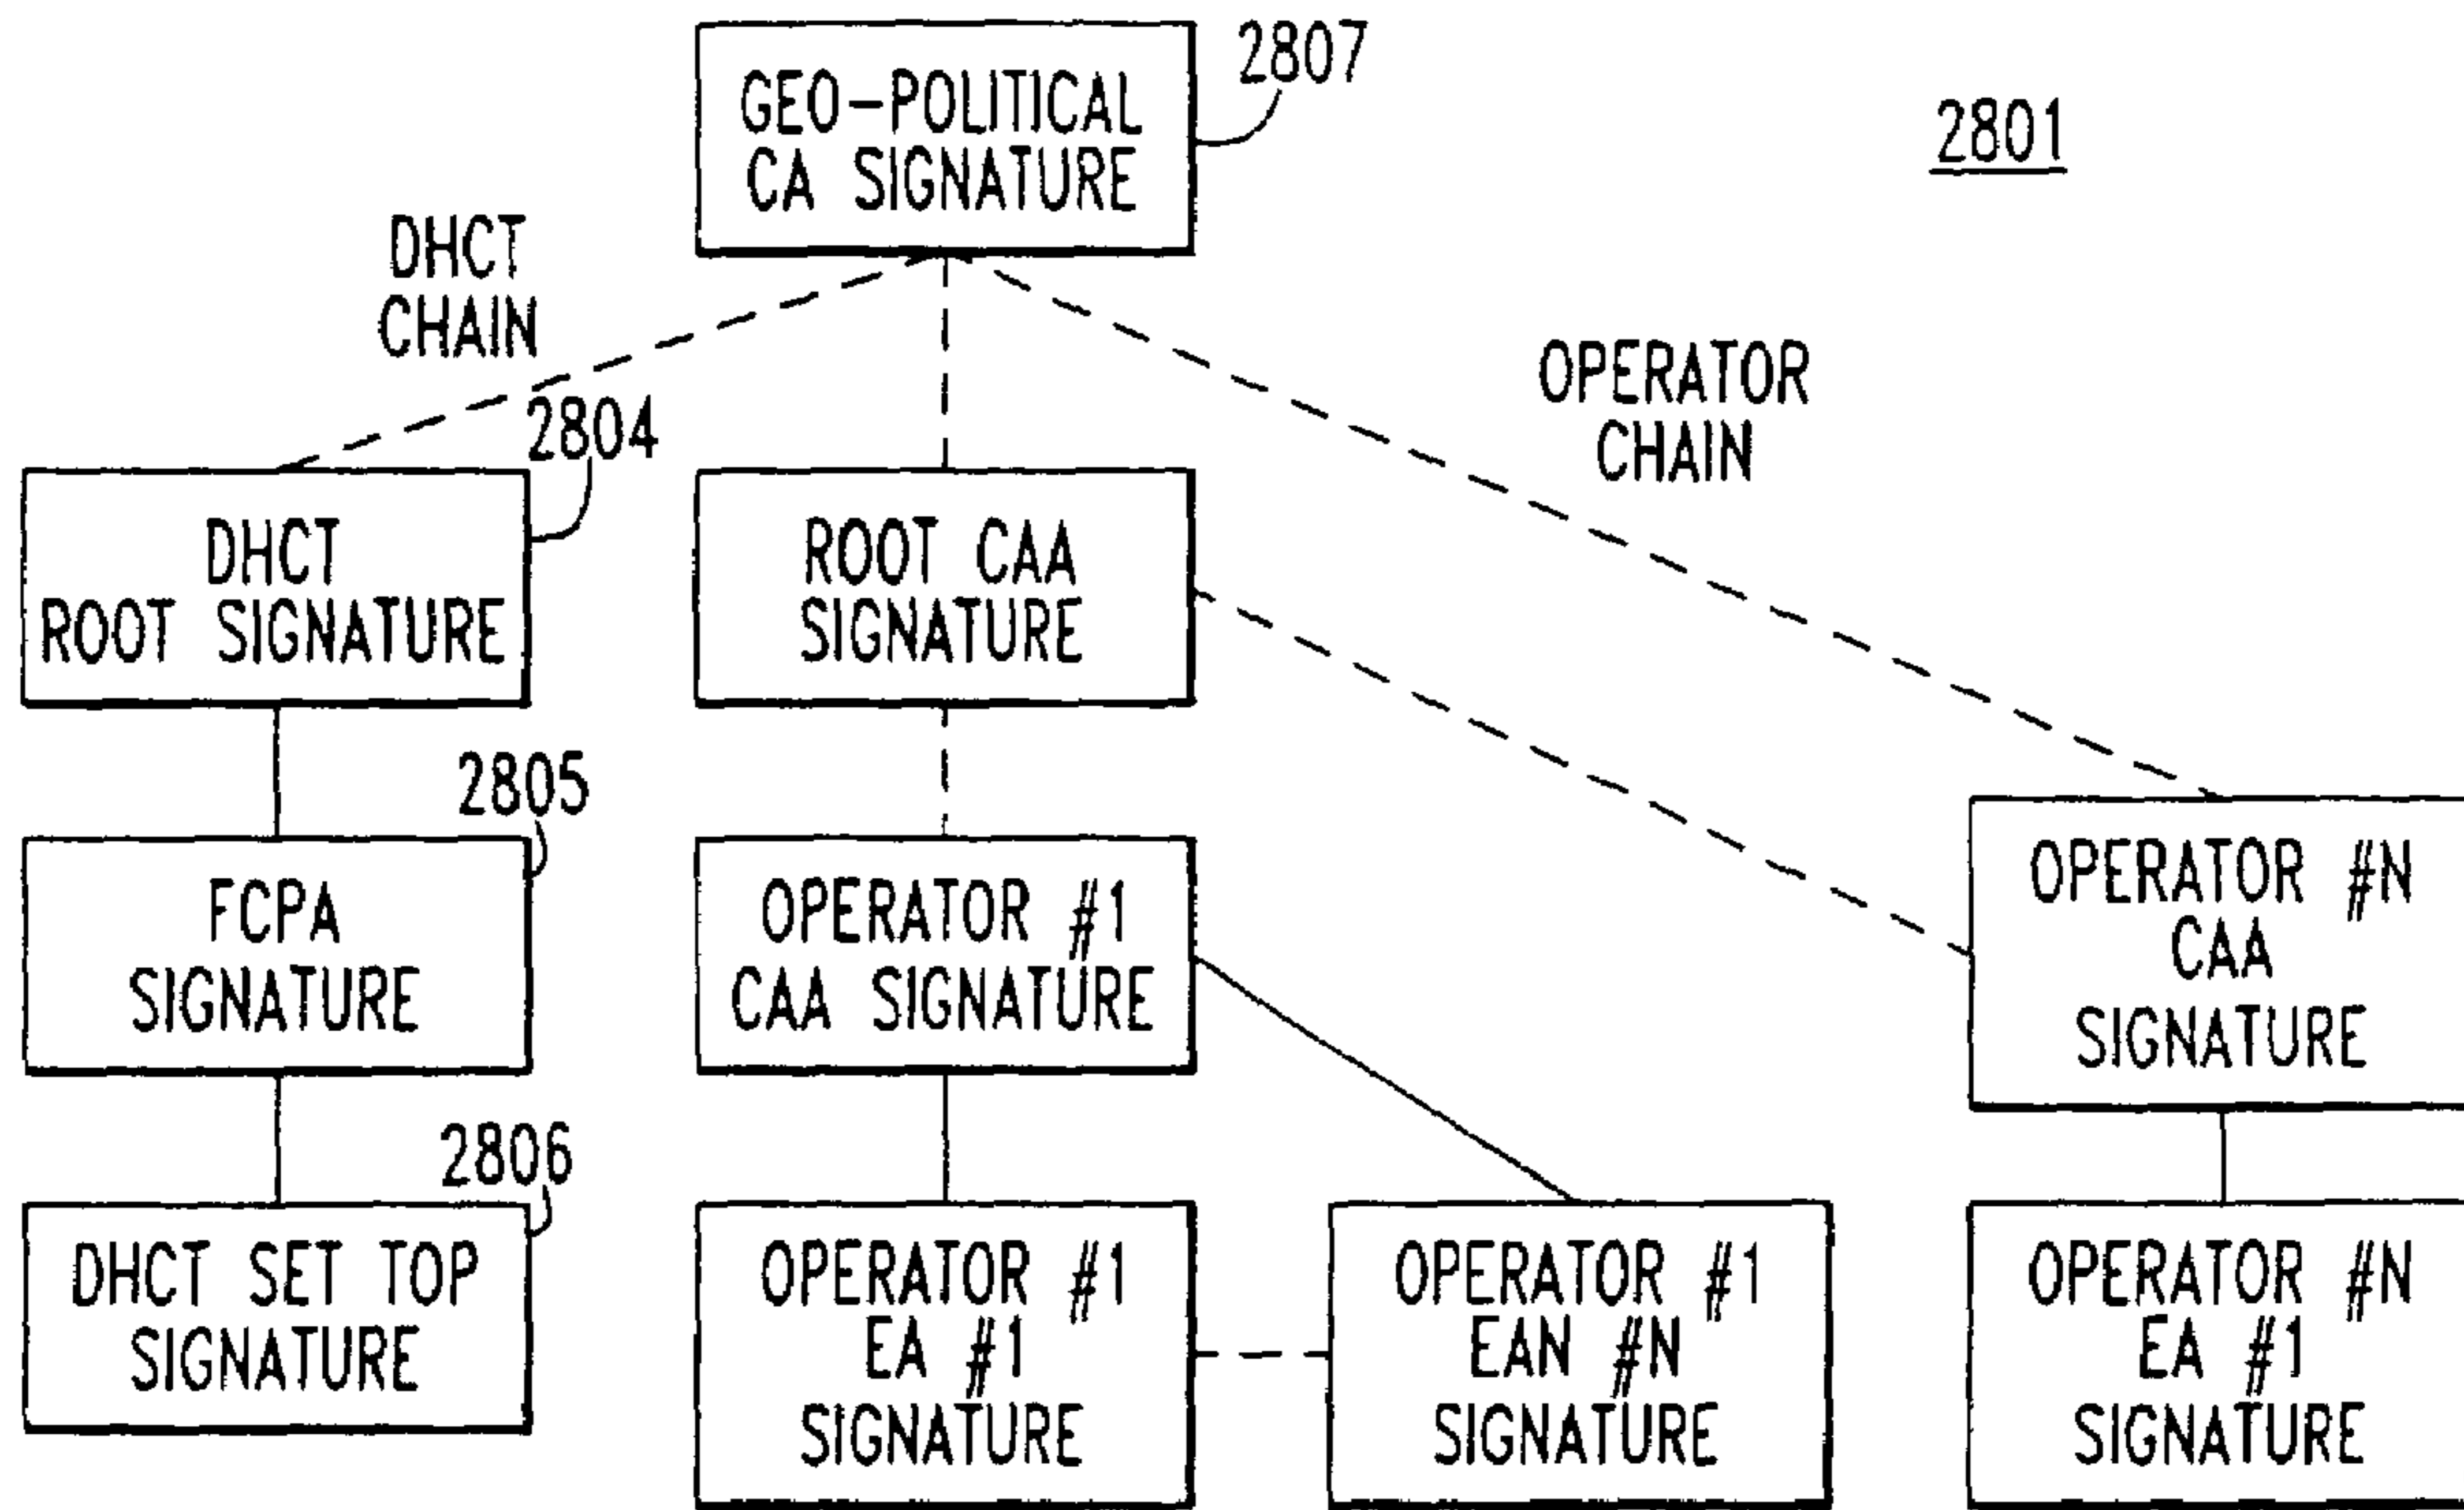 2807
GEO-POLITICAL
CA SIGNATURE
2801
DHCT
CHAIN
OPERATOR
CHAIN
2804
DHCT
ROOT SIGNATURE
ROOT CAA
SIGNATURE
2805
FCPA
SIGNATURE
OPERATOR #1
CAA SIGNATURE
OPERATOR #N
CAA
SIGNATURE
2806
DHCT SET TOP
SIGNATURE
OPERATOR #1
EA #1
SIGNATURE
OPERATOR #1
EAN #N
SIGNATURE
OPERATOR #N
EA #1
SIGNATURE